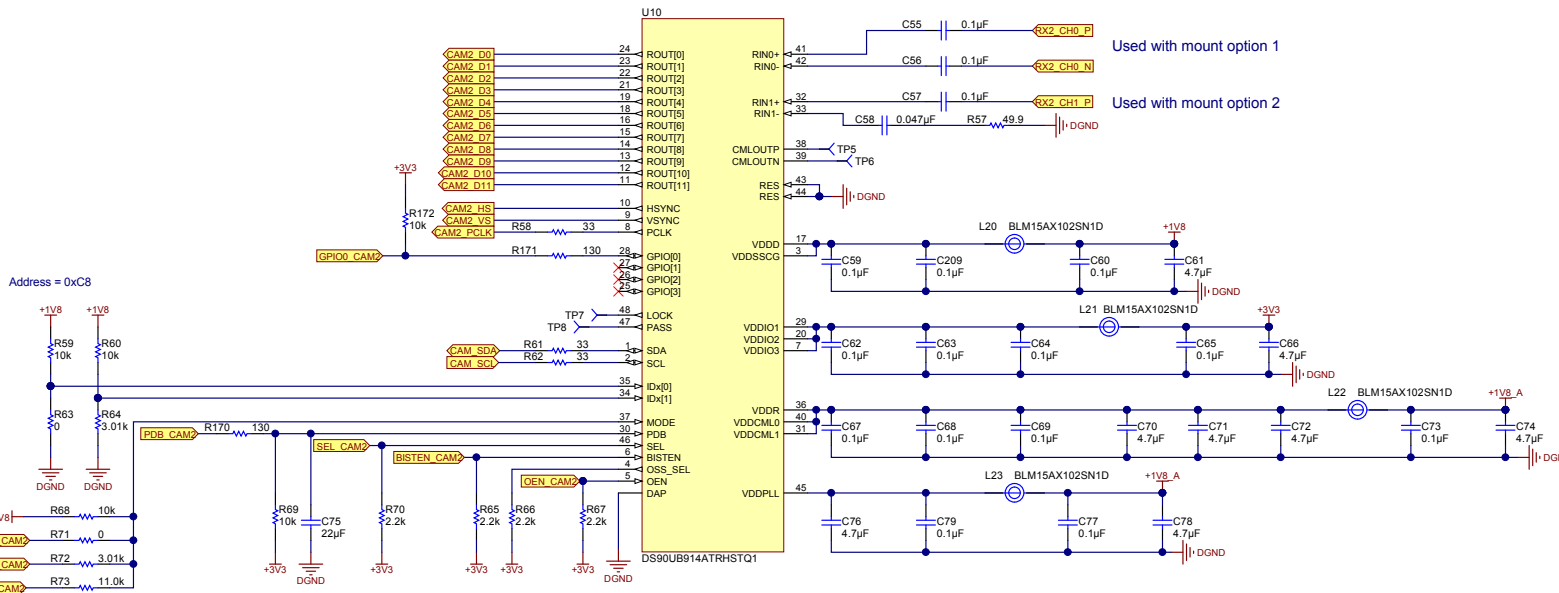 U10
C55 0.1µF RX2_CH0_P
Used with mount option 1
C56 0.1µF RX2_CH0_N
C57 0.1µF RX2_CH1_P
Used with mount option 2
C58 0.047µF R57 49.9 DGND
CAM2_D0 24 ROUT[0] RIN0+ 41
CAM2_D1 23 ROUT[1] RIN0- 42
CAM2_D2 22 ROUT[2]
CAM2_D3 21 ROUT[3]
CAM2_D4 19 ROUT[4] RIN1+ 32
CAM2_D5 18 ROUT[5] RIN1- 33
CAM2_D6 16 ROUT[6]
CAM2_D7 15 ROUT[7]
CAM2_D8 14 ROUT[8] CMLOUTP 38 TP5
CAM2_D9 13 ROUT[9] CMLOUTN 39 TP6
CAM2_D10 12 ROUT[10]
CAM2_D11 11 ROUT[11] RES 43
RES 44 DGND
+3V3
R172
10k
CAM2_HS 10 HSYNC
CAM2_VS 9 VSYNC
CAM2_PCLK R58 33 8 PCLK
GPIO0_CAM2 R171 130 28 GPIO[0]
27 GPIO[1]
26 GPIO[2]
25 GPIO[3]
VDDD 17
VDDSSCG 3
L20 BLM15AX102SN1D +1V8
C59 0.1µF
C209 0.1µF
C60 0.1µF
C61 4.7µF
DGND
TP7 48 LOCK
TP8 47 PASS
VDDIO1 29
VDDIO2 20
VDDIO3 7
L21 BLM15AX102SN1D +3V3
C62 0.1µF
C63 0.1µF
C64 0.1µF
C65 0.1µF
C66 4.7µF
DGND
CAM_SDA R61 33 1 SDA
CAM_SCL R62 33 2 SCL
Address = 0xC8
+1V8 +1V8
R59 10k
R60 10k
35 IDx[0]
34 IDx[1]
R63 0
R64 3.01k
DGND DGND
VDDR 36
VDDCML0 40
VDDCML1 31
L22 BLM15AX102SN1D +1V8_A
C67 0.1µF
C68 0.1µF
C69 0.1µF
C70 4.7µF
C71 4.7µF
C72 4.7µF
C73 0.1µF
C74 4.7µF
37 MODE
PDB_CAM2 R170 130 30 PDB
SEL_CAM2 46 SEL
BISTEN_CAM2 6 BISTEN
4 OSS_SEL
OEN_CAM2 5 OEN
DAP
VDDPLL 45
L23 BLM15AX102SN1D +1V8_A
C76 4.7µF
C79 0.1µF
C77 0.1µF
C78 4.7µF
DGND
R68 10k
R71 0
R72 3.01k
R73 11.0k
R69 10k
C75 22µF
R70 2.2k
R65 2.2k
R66 2.2k
R67 2.2k
+3V3 DGND +3V3 +3V3 +3V3 +3V3 DGND
DS90UB914ATRHSTQ1